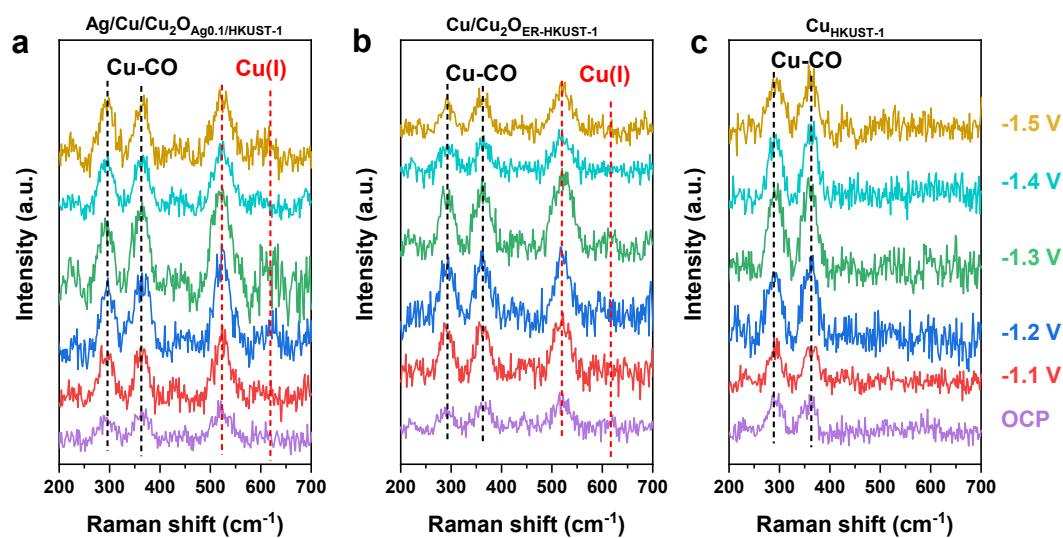 a
Ag/Cu/Cu₂O_Ag0.1/HKUST-1
Cu-CO
Cu(I)
Intensity (a.u.)
200 300 400 500 600 700
Raman shift (cm⁻¹)
b
Cu/Cu₂O_ER-HKUST-1
Cu-CO
Cu(I)
Intensity (a.u.)
200 300 400 500 600 700
Raman shift (cm⁻¹)
c
Cu_HKUST-1
Cu-CO
Intensity (a.u.)
200 300 400 500 600 700
Raman shift (cm⁻¹)
-1.5 V
-1.4 V
-1.3 V
-1.2 V
-1.1 V
OCP